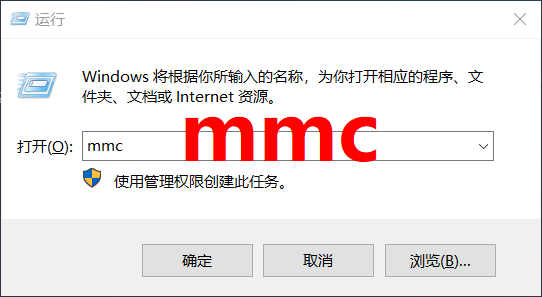 运行
Windows 将根据你所输入的名称，为你打开相应的程序、文
件夹、文档或 Internet 资源。
mmc
打开(O): mmc
使用管理权限创建此任务。
确定 取消 浏览(B)...